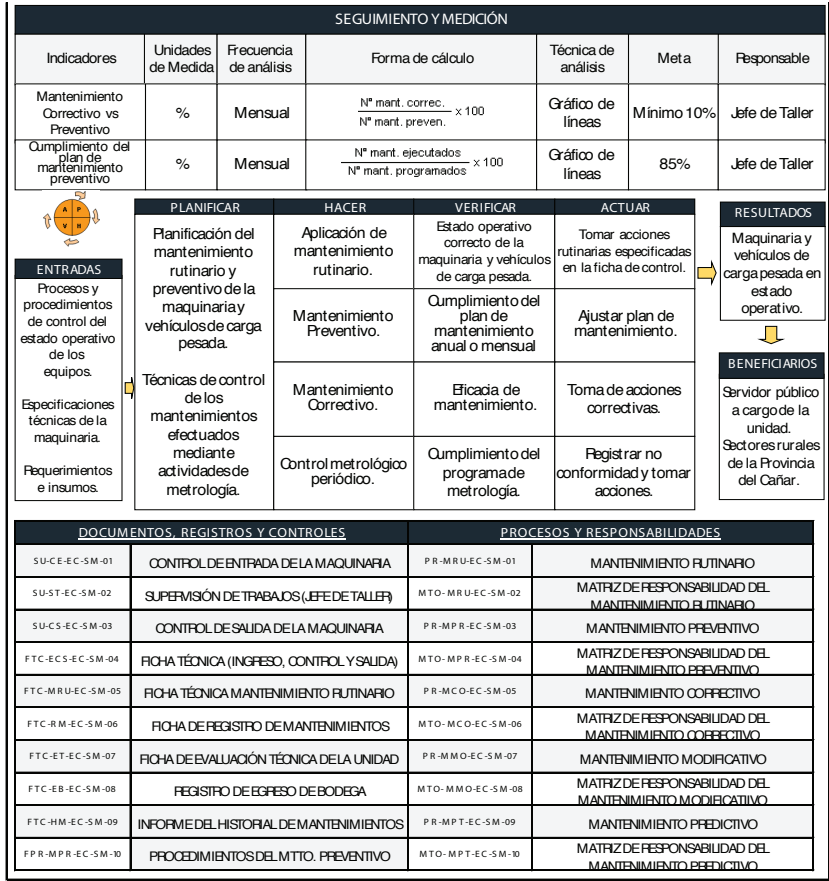 SEGUIMIENTO Y MEDICIÓN
Indicadores
Unidades
de Medida
Frecuencia
de análisis
Forma de cálculo
Técnica de
análisis
Meta
Responsable
Mantenimiento
Correctivo vs
Preventivo
%
Mensual
N° mant. correc.
N° mant. preven.
x 100
Gráfico de
líneas
Mínimo 10%
Jefe de Taller
Cumplimiento del
plan de
mantenimiento
preventivo
%
Mensual
N° mant. ejecutados
N° mant. programados
x 100
Gráfico de
líneas
85%
Jefe de Taller
A P
V H
ENTRADAS
Procesos y
procedimientos
de control del
estado operativo
de los
equipos.
Especificaciones
técnicas de la
maquinaria.
Requerimientos
e insumos.
PLANIFICAR
Planificación del
mantenimiento
rutinario y
preventivo de la
maquinaria y
vehículos de carga
pesada.
Técnicas de control
de los
mantenimientos
efectuados
mediante
actividades de
metrología.
HACER
Aplicación de
mantenimiento
rutinario.
Mantenimiento
Preventivo.
Mantenimiento
Correctivo.
Control metrológico
periódico.
VERIFICAR
Estado operativo
correcto de la
maquinaria y vehículos
de carga pesada.
Cumplimiento del
plan de
mantenimiento
anual o mensual
Eficacia de
mantenimiento.
Cumplimiento del
programa de
metrología.
ACTUAR
Tomar acciones
rutinarias especificadas
en la ficha de control.
Ajustar plan de
mantenimiento.
Toma de acciones
correctivas.
Registrar no
conformidad y tomar
acciones.
RESULTADOS
Maquinaria y
vehículos de
carga pesada en
estado
operativo.
BENEFICIARIOS
Servidor público
a cargo de la
unidad.
Sectores rurales
de la Provincia
del Cañar.
DOCUMENTOS, REGISTROS Y CONTROLES
PROCESOS Y RESPONSABILIDADES
SU-CE-EC-SM-01
CONTROL DE ENTRADA DE LA MAQUINARIA
PR-MRU-EC-SM-01
MANTENIMIENTO RUTINARIO
SU-ST-EC-SM-02
SUPERVISIÓN DE TRABAJOS (JEFE DE TALLER)
MTO-MRU-EC-SM-02
MATRIZ DE RESPONSABILIDAD DEL
MANTENIMIENTO RUTINARIO
SU-CS-EC-SM-03
CONTROL DE SALIDA DE LA MAQUINARIA
PR-MPR-EC-SM-03
MANTENIMIENTO PREVENTIVO
FTC-ECS-EC-SM-04
FICHA TÉCNICA (INGRESO, CONTROL Y SALIDA)
MTO-MPR-EC-SM-04
MATRIZ DE RESPONSABILIDAD DEL
MANTENIMIENTO PREVENTIVO
FTC-MRU-EC-SM-05
FICHA TÉCNICA MANTENIMIENTO RUTINARIO
PR-MCO-EC-SM-05
MANTENIMIENTO CORRECTIVO
FTC-RM-EC-SM-06
FICHA DE REGISTRO DE MANTENIMIENTOS
MTO-MCO-EC-SM-06
MATRIZ DE RESPONSABILIDAD DEL
MANTENIMIENTO CORRECTIVO
FTC-ET-EC-SM-07
FICHA DE EVALUACIÓN TÉCNICA DE LA UNIDAD
PR-MMO-EC-SM-07
MANTENIMIENTO MODIFICATIVO
FTC-EB-EC-SM-08
REGISTRO DE EGRESO DE BODEGA
MTO-MMO-EC-SM-08
MATRIZ DE RESPONSABILIDAD DEL
MANTENIMIENTO MODIFICATIIVO
FTC-HM-EC-SM-09
INFORME DEL HISTORIAL DE MANTENIMIENTOS
PR-MPT-EC-SM-09
MANTENIMIENTO PREDICTIVO
FPR-MPR-EC-SM-10
PROCEDIMIENTOS DEL MTTO. PREVENTIVO
MTO-MPT-EC-SM-10
MATRIZ DE RESPONSABILIDAD DEL
MANTENIMIENTO PREDICTIVO